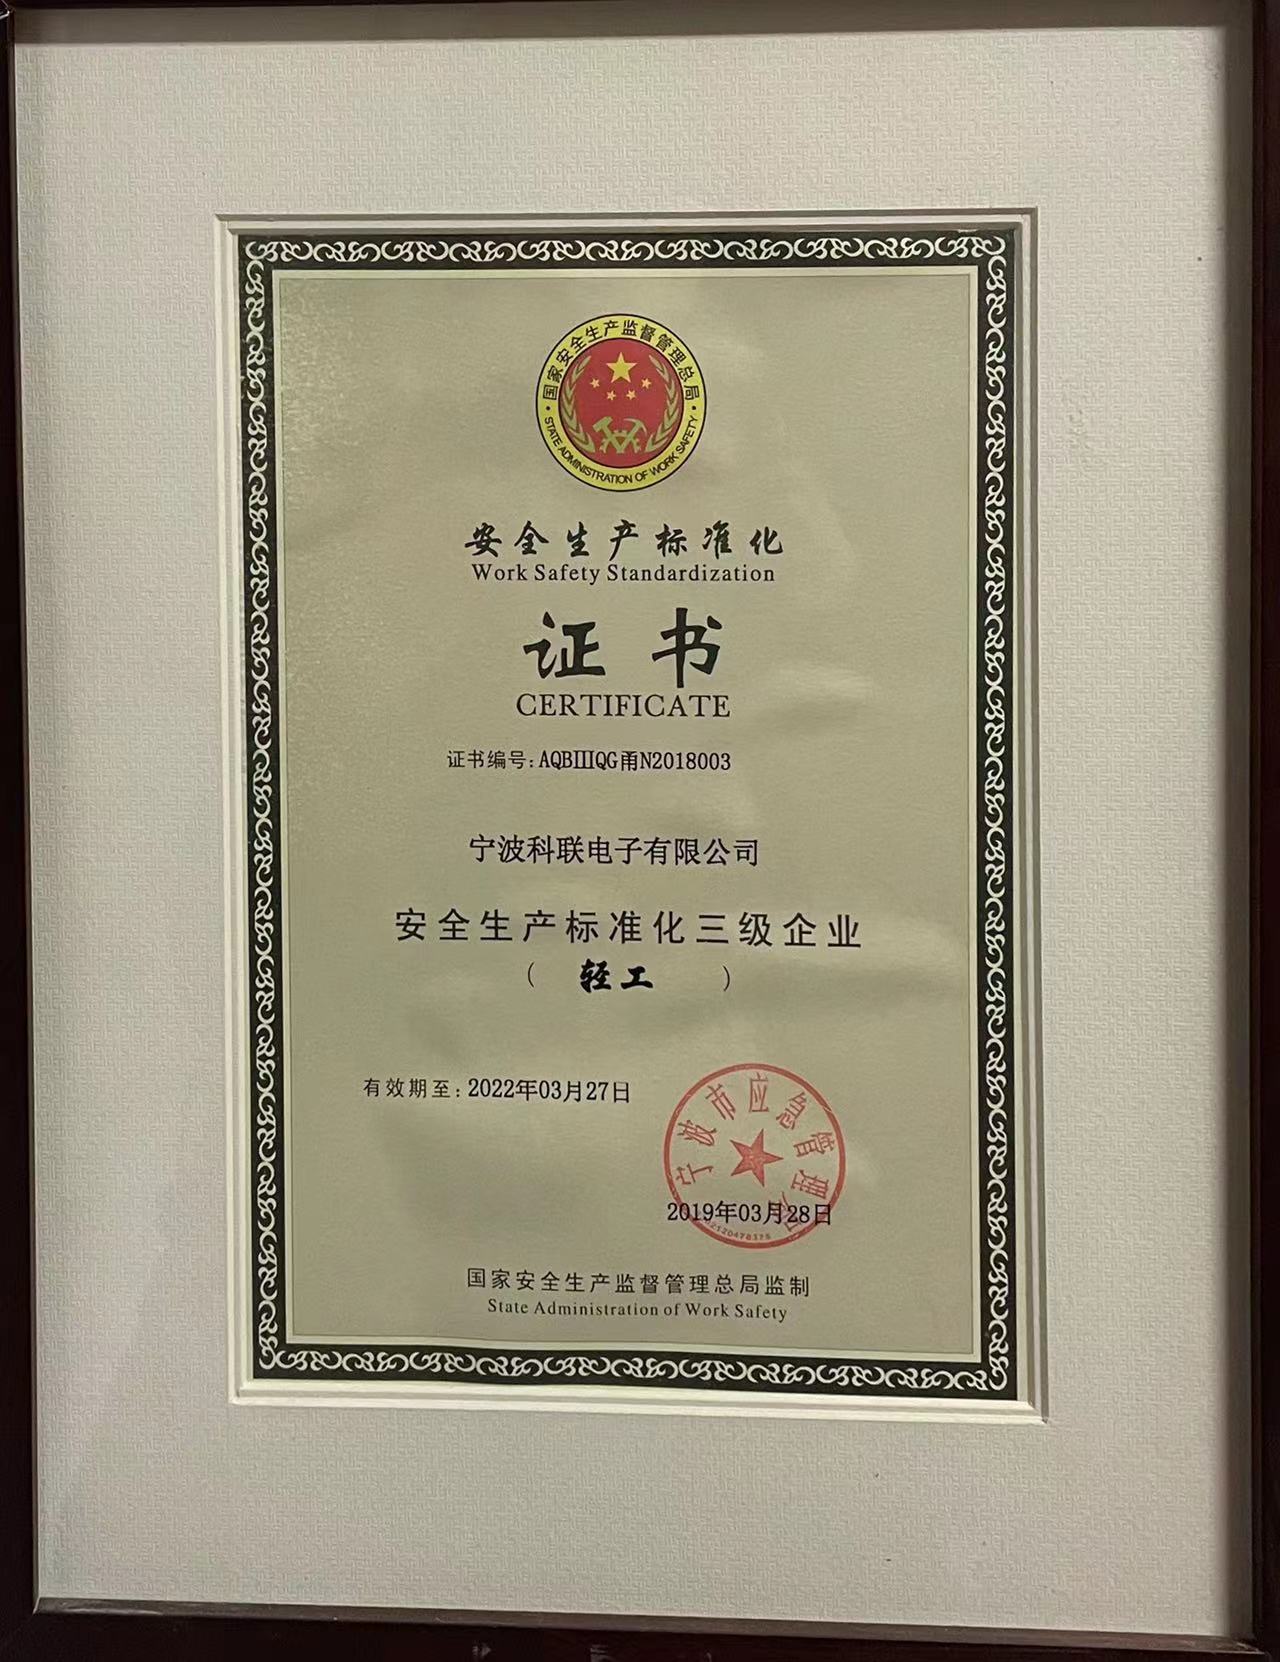 国家安全生产监督管理总局
STATE ADMINISTRATION OF WORK SAFETY
安全生产标准化
Work Safety Standardization
证书
CERTIFICATE
证书编号：AQBⅢQG甬N2018003
宁波科联电子有限公司
安全生产标准化三级企业
（ 轻工 ）
有效期至：2022年03月27日
宁波市应急管理局
2019年03月28日
国家安全生产监督管理总局监制
State Administration of Work Safety